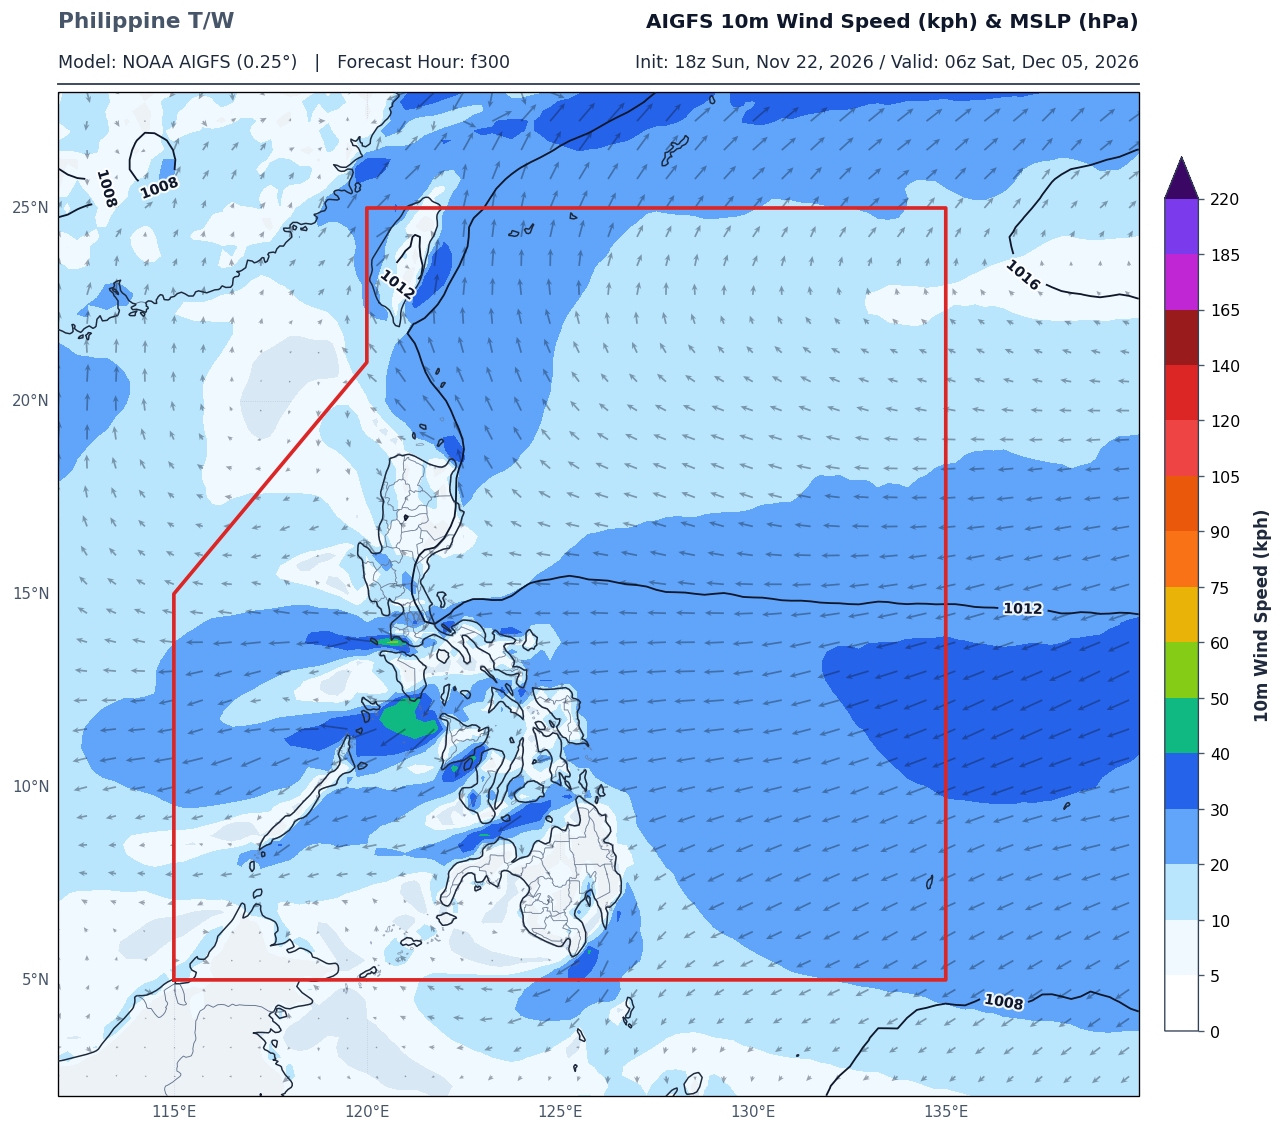 Philippine T/W
AIGFS 10m Wind Speed (kph) & MSLP (hPa)
Model: NOAA AIGFS (0.25°) | Forecast Hour: f300
Init: 18z Sun, Nov 22, 2026 / Valid: 06z Sat, Dec 05, 2026
1008
1008
1012
1016
1012
1008
25°N
20°N
15°N
10°N
5°N
115°E
120°E
125°E
130°E
135°E
220
185
165
140
120
105
90
75
60
50
40
30
20
10
5
0
10m Wind Speed (kph)